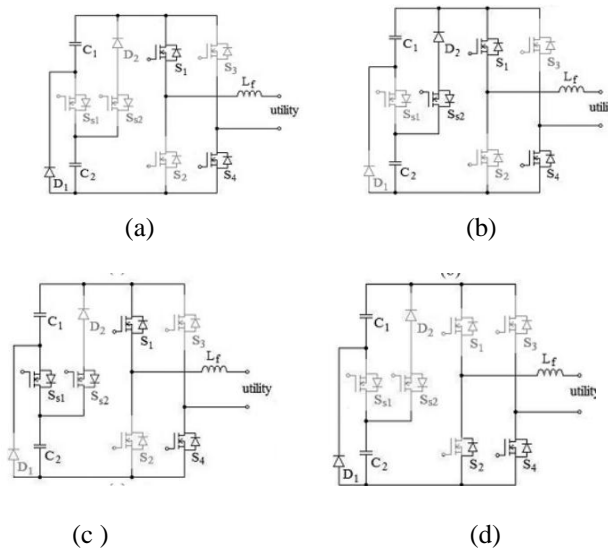 C1
D2
S1
S3
Lf
Ss1
Ss2
utility
C2
D1
S2
S4
(a)
C1
D2
S1
S3
Lf
Ss1
Ss2
utility
C2
D1
S2
S4
(b)
C1
D2
S1
S3
Lf
Ss1
Ss2
utility
C2
D1
S2
S4
(c )
C1
D2
S1
S3
Lf
Ss1
Ss2
utility
C2
D1
S2
S4
(d)